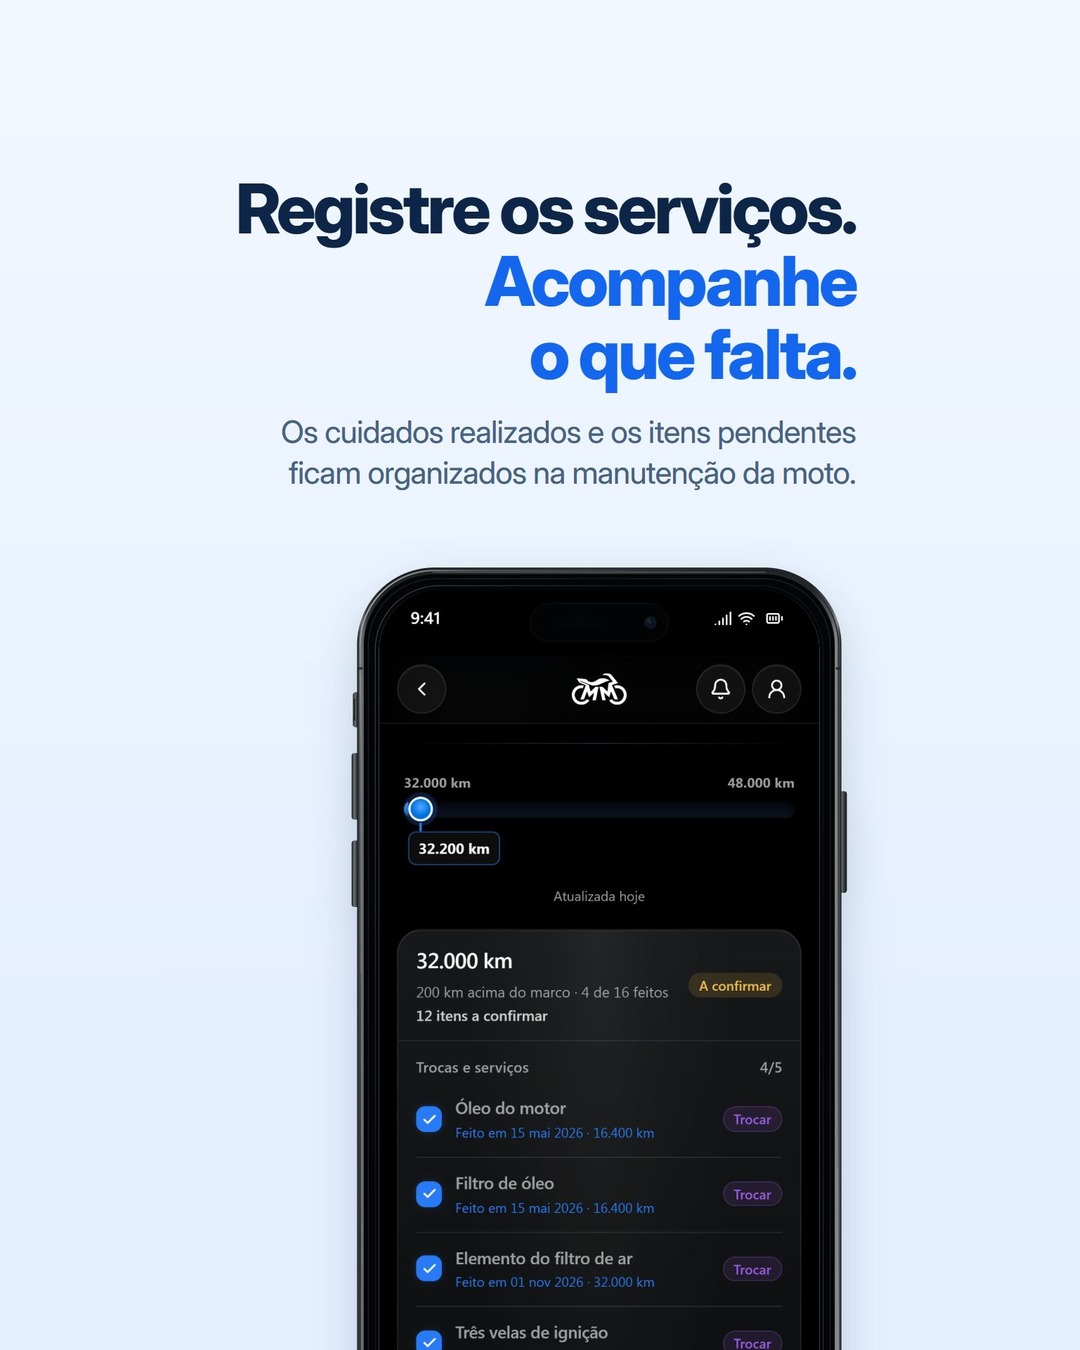 Registre os serviços.
Acompanhe
o que falta.
Os cuidados realizados e os itens pendentes
ficam organizados na manutenção da moto.
9:41
MM
32.000 km
48.000 km
32.200 km
Atualizada hoje
32.000 km
200 km acima do marco · 4 de 16 feitos
A confirmar
12 itens a confirmar
Trocas e serviços
4/5
Óleo do motor
Feito em 15 mai 2026 · 16.400 km
Trocar
Filtro de óleo
Feito em 15 mai 2026 · 16.400 km
Trocar
Elemento do filtro de ar
Feito em 01 nov 2026 · 32.000 km
Trocar
Três velas de ignição
Trocar